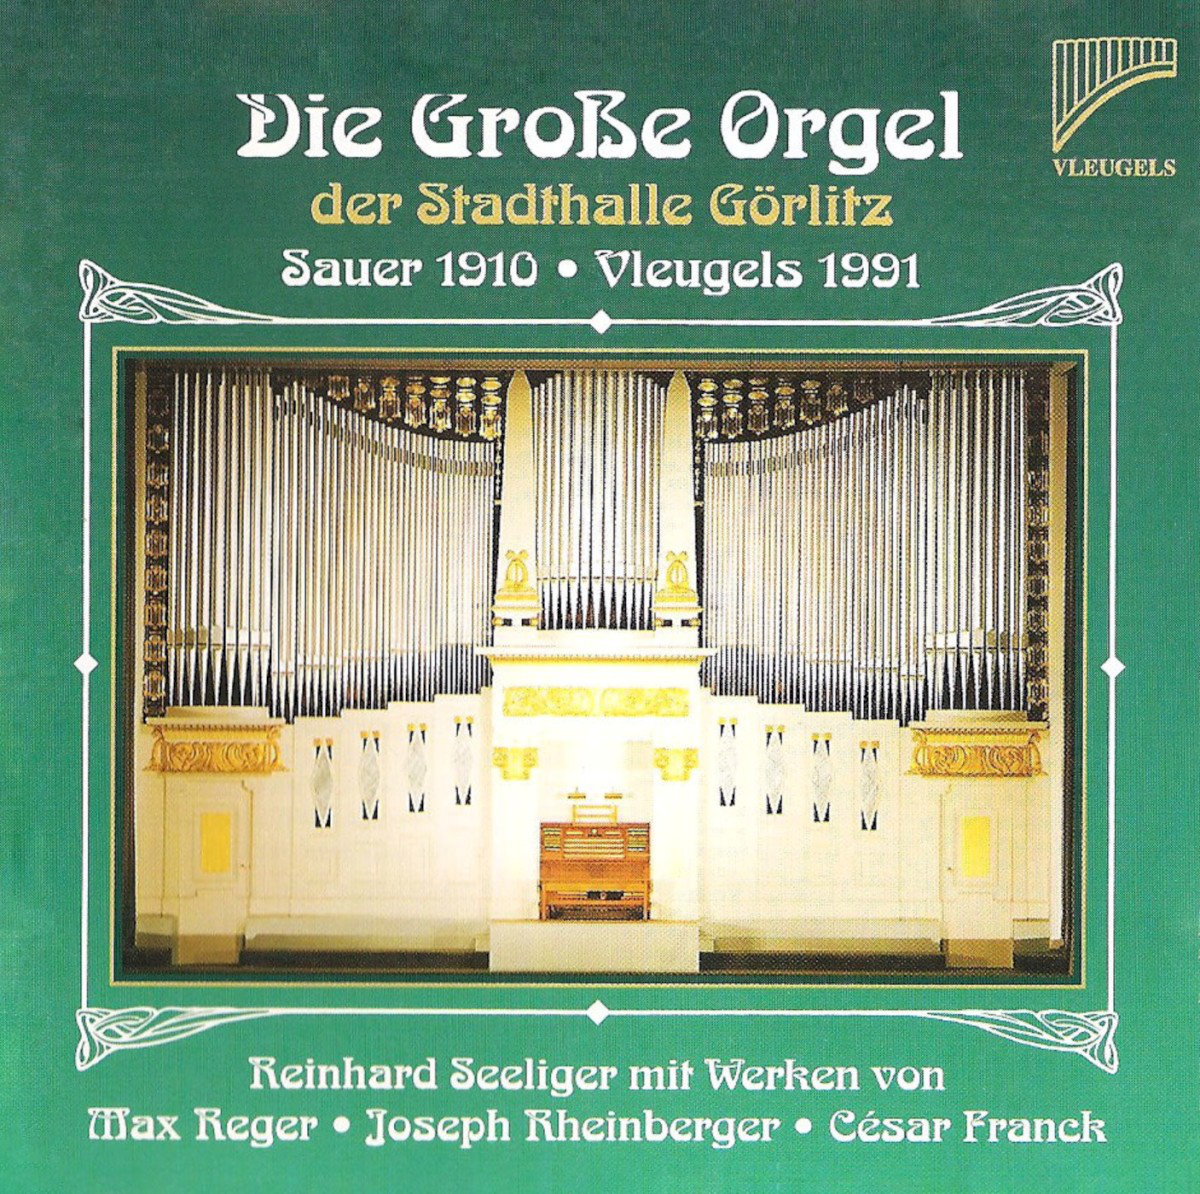 Die Große Orgel
der Stadthalle Görlitz
Sauer 1910 • Vleugels 1991
VLEUGELS
Reinhard Seeliger mit Werken von
Max Reger • Joseph Rheinberger • César Franck